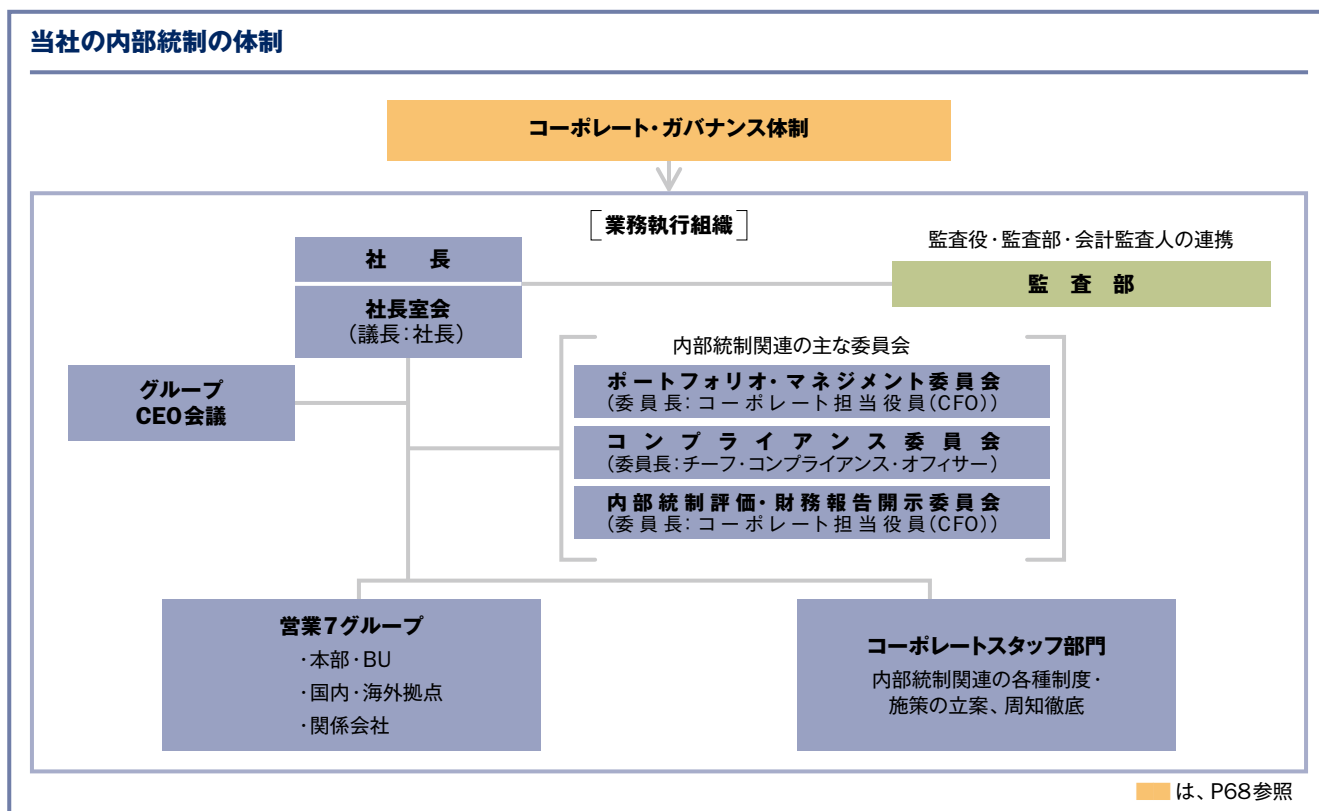 当社の内部統制の体制
コーポレート・ガバナンス体制
業務執行組織
社 長
社長室会
（議長：社長）
監査役・監査部・会計監査人の連携
監 査 部
グループ
CEO会議
内部統制関連の主な委員会
ポートフォリオ・マネジメント委員会
（委員長：コーポレート担当役員（CFO））
コンプライアンス委員会
（委員長：チーフ・コンプライアンス・オフィサー）
内部統制評価・財務報告開示委員会
（委員長：コーポレート担当役員（CFO））
営業7グループ
・本部・BU
・国内・海外拠点
・関係会社
コーポレートスタッフ部門
内部統制関連の各種制度・
施策の立案、周知徹底
は、P68参照